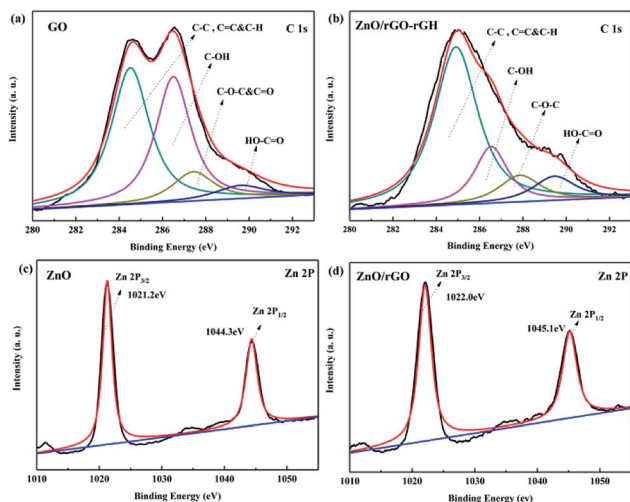 (a)
GO
C 1s
C-C , C=C&C-H
C-OH
C-O-C&C=O
HO-C=O
Intensity (a. u.)
280 282 284 286 288 290 292
Binding Energy (eV)
(b)
ZnO/rGO-rGH
C 1s
C-C , C=C&C-H
C-OH
C-O-C
HO-C=O
Intensity (a. u.)
280 282 284 286 288 290 292
Binding Energy (eV)
(c)
ZnO
Zn 2P
Zn 2P3/2
1021.2eV
Zn 2P1/2
1044.3eV
Intensity (a. u.)
1010 1020 1030 1040 1050
Binding Energy (eV)
(d)
ZnO/rGO
Zn 2P
Zn 2P3/2
1022.0eV
1045.1eV
Zn 2P1/2
Intensity (a. u.)
1010 1020 1030 1040 1050
Binding Energy (eV)